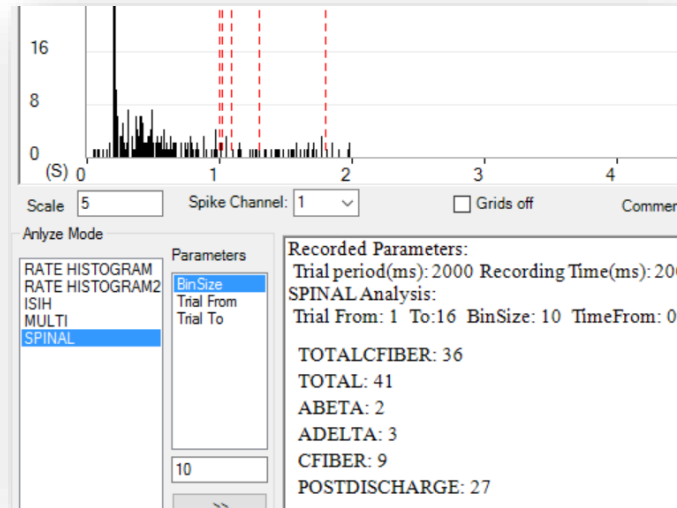 16
8
0
(S) 0 1 2 3 4
Scale 5 Spike Channel: 1 Grids off Commer
Anlyze Mode
RATE HISTOGRAM
RATE HISTOGRAM2
ISIH
MULTI
SPINAL
Parameters
BinSize
Trial From
Trial To
10
>>
Recorded Parameters:
Trial period(ms): 2000 Recording Time(ms): 200
SPINAL Analysis:
Trial From: 1 To:16 BinSize: 10 TimeFrom: 0
TOTALCFIBER: 36
TOTAL: 41
ABETA: 2
ADELTA: 3
CFIBER: 9
POSTDISCHARGE: 27